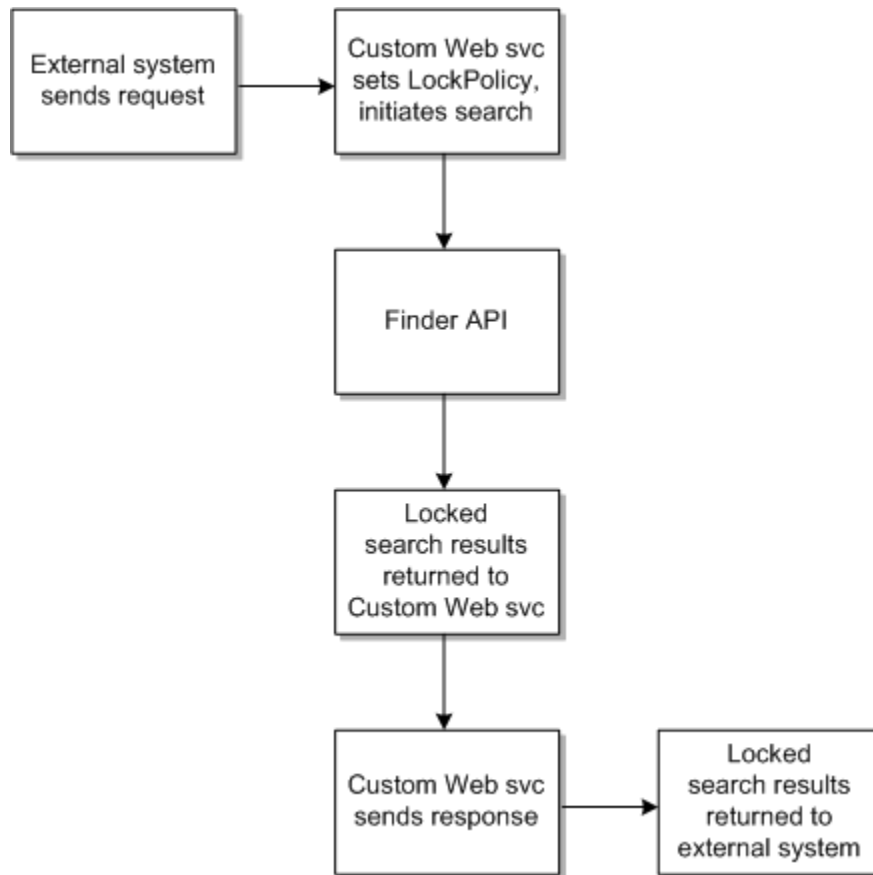 External system
sends request
Custom Web svc
sets LockPolicy,
initiates search
Finder API
Locked
search results
returned to
Custom Web svc
Custom Web svc
sends response
Locked
search results
returned to
external system